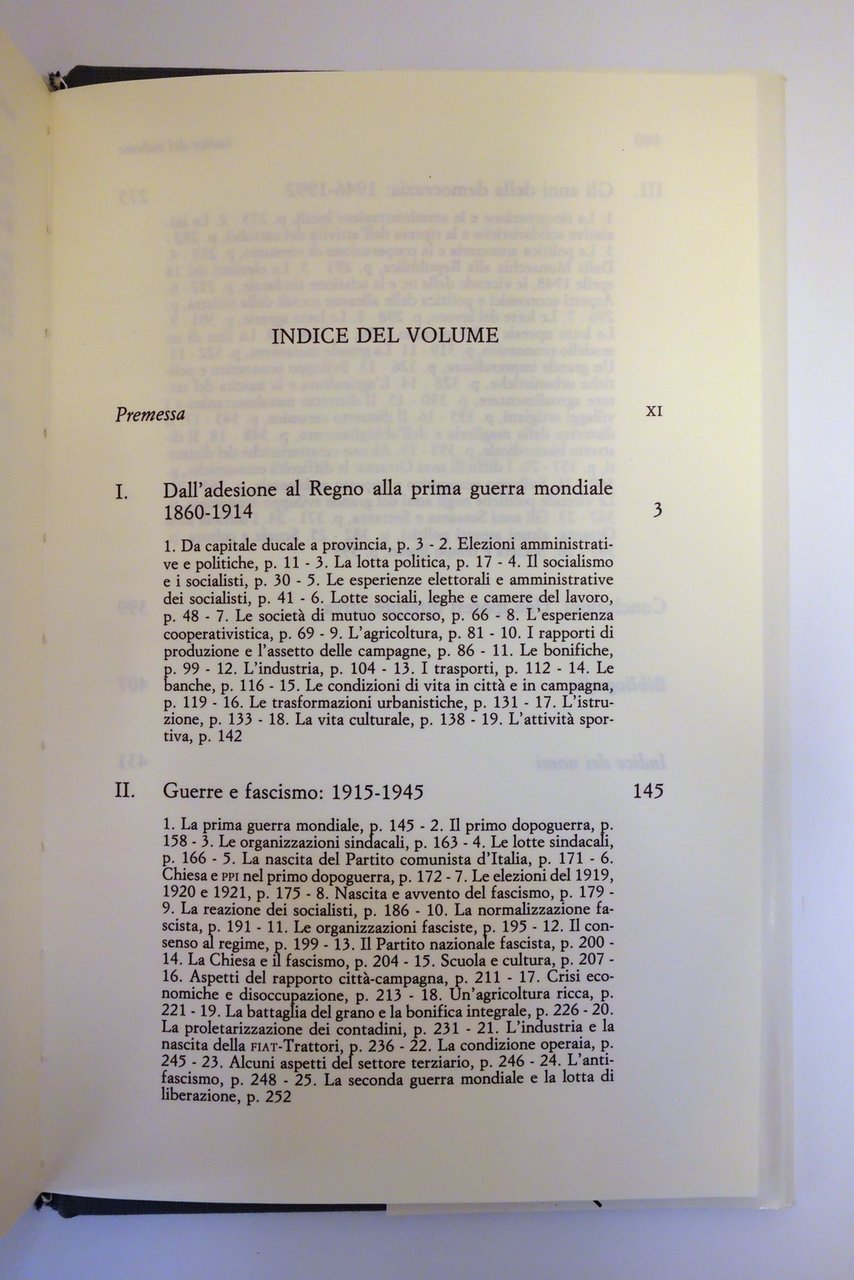 INDICE DEL VOLUME
Premessa XI
I. Dall'adesione al Regno alla prima guerra mondiale
1860-1914 3
1. Da capitale ducale a provincia, p. 3 - 2. Elezioni amministrati-
ve e politiche, p. 11 - 3. La lotta politica, p. 17 - 4. Il socialismo
e i socialisti, p. 30 - 5. Le esperienze elettorali e amministrative
dei socialisti, p. 41 - 6. Lotte sociali, leghe e camere del lavoro,
p. 48 - 7. Le società di mutuo soccorso, p. 66 - 8. L'esperienza
cooperativistica, p. 69 - 9. L'agricoltura, p. 81 - 10. I rapporti di
produzione e l'assetto delle campagne, p. 86 - 11. Le bonifiche,
p. 99 - 12. L'industria, p. 104 - 13. I trasporti, p. 112 - 14. Le
banche, p. 116 - 15. Le condizioni di vita in città e in campagna,
p. 119 - 16. Le trasformazioni urbanistiche, p. 131 - 17. L'istru-
zione, p. 133 - 18. La vita culturale, p. 138 - 19. L'attività spor-
tiva, p. 142
II. Guerre e fascismo: 1915-1945 145
1. La prima guerra mondiale, p. 145 - 2. Il primo dopoguerra, p.
158 - 3. Le organizzazioni sindacali, p. 163 - 4. Le lotte sindacali,
p. 166 - 5. La nascita del Partito comunista d'Italia, p. 171 - 6.
Chiesa e PPI nel primo dopoguerra, p. 172 - 7. Le elezioni del 1919,
1920 e 1921, p. 175 - 8. Nascita e avvento del fascismo, p. 179 -
9. La reazione dei socialisti, p. 186 - 10. La normalizzazione fa-
scista, p. 191 - 11. Le organizzazioni fasciste, p. 195 - 12. Il con-
senso al regime, p. 199 - 13. Il Partito nazionale fascista, p. 200 -
14. La Chiesa e il fascismo, p. 204 - 15. Scuola e cultura, p. 207 -
16. Aspetti del rapporto città-campagna, p. 211 - 17. Crisi eco-
nomiche e disoccupazione, p. 213 - 18. Un'agricoltura ricca, p.
221 - 19. La battaglia del grano e la bonifica integrale, p. 226 - 20.
La proletarizzazione dei contadini, p. 231 - 21. L'industria e la
nascita della FIAT-Trattori, p. 236 - 22. La condizione operaia, p.
245 - 23. Alcuni aspetti del settore terziario, p. 246 - 24. L'anti-
fascismo, p. 248 - 25. La seconda guerra mondiale e la lotta di
liberazione, p. 252